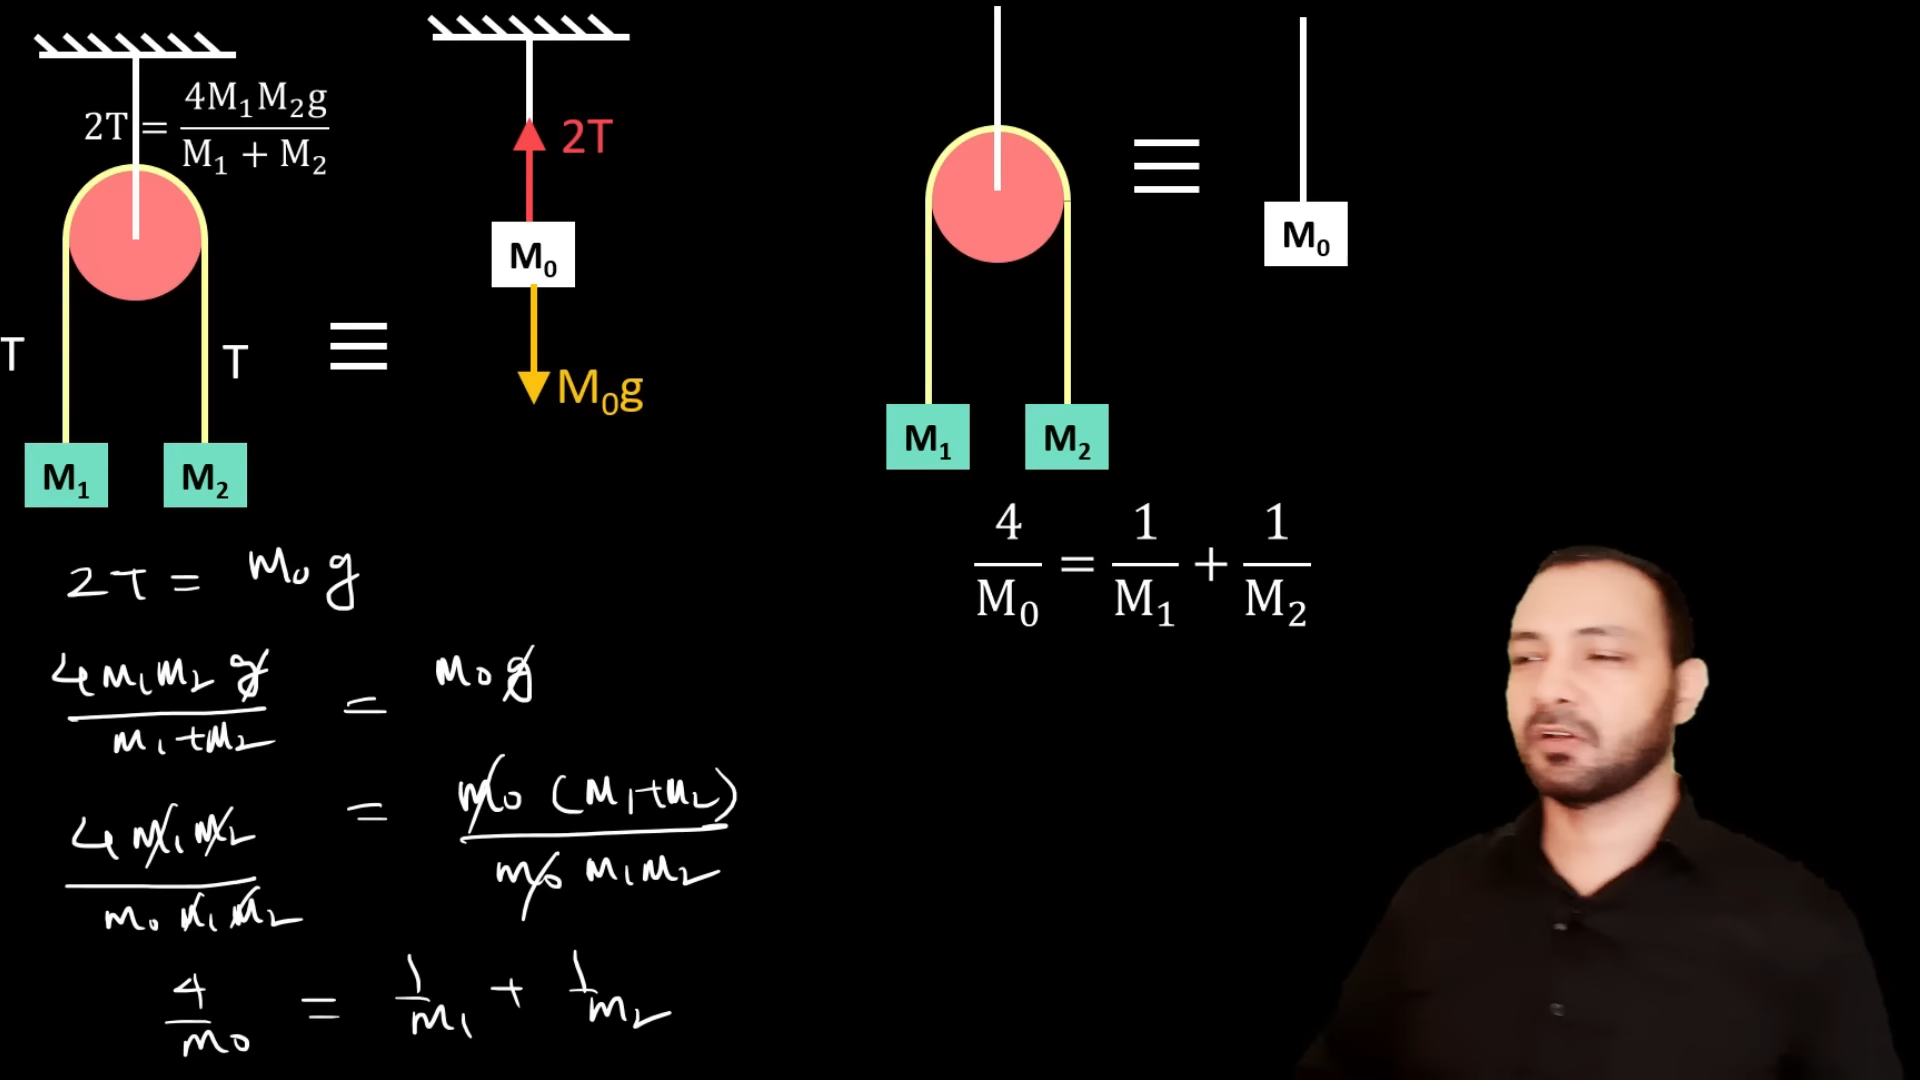 2T = 4M₁M₂g / M₁ + M₂
T
T
M₁
M₂
≡
2T
M₀
M₀g
M₁
M₂
≡
M₀
4/M₀ = 1/M₁ + 1/M₂
2T = M₀g
4M₁M₂g / M₁+M₂ = M₀g
4M₁M₂ / M₀M₁M₂ = M₀(M₁+M₂) / M₀M₁M₂
4/M₀ = 1/M₁ + 1/M₂